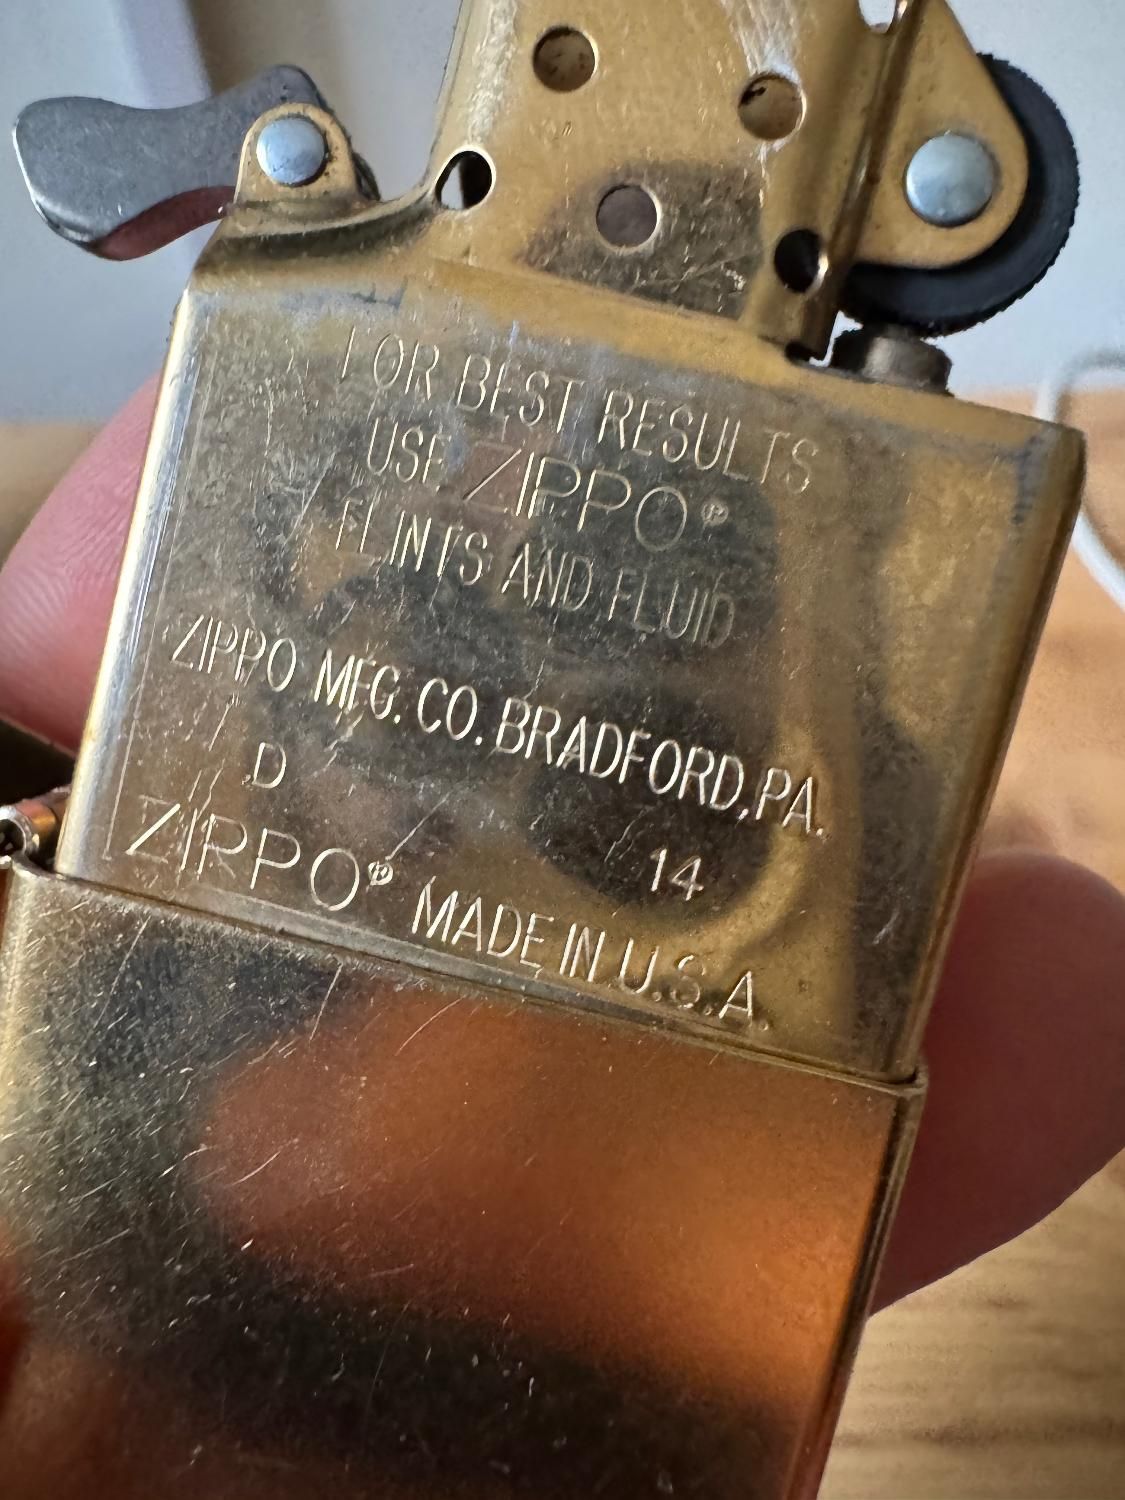 FOR BEST RESULTS
USE ZIPPO®
FLINTS AND FLUID
ZIPPO MFG. CO. BRADFORD, PA.
D 14
ZIPPO® MADE IN U.S.A.